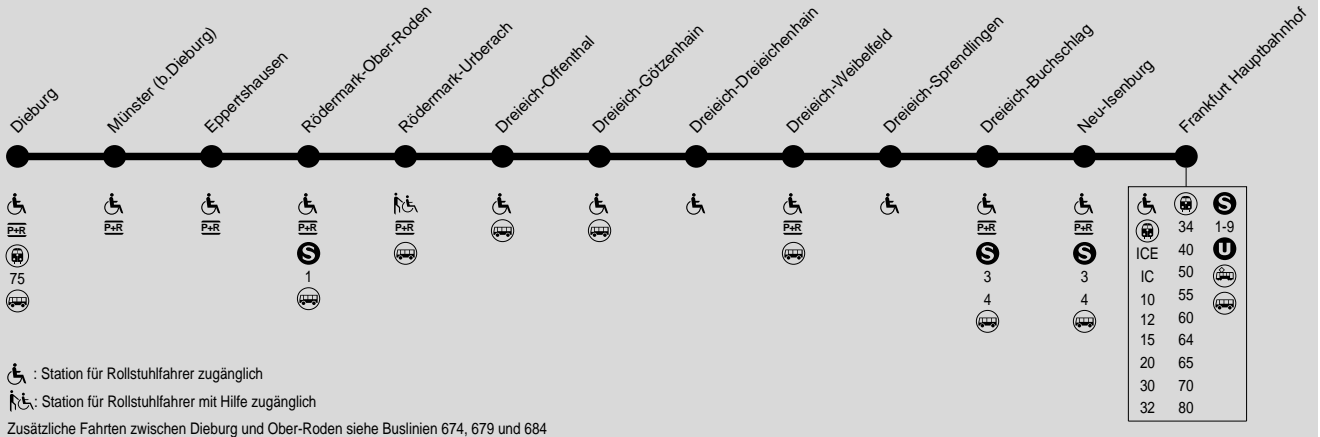 Dieburg
Münster (b.Dieburg)
Eppertshausen
Rödermark-Ober-Roden
Rödermark-Urberach
Dreieich-Offenthal
Dreieich-Götzenhain
Dreieich-Dreieichenhain
Dreieich-Weibelfeld
Dreieich-Sprendlingen
Dreieich-Buchschlag
Neu-Isenburg
Frankfurt Hauptbahnhof
P+R
75
P+R
P+R
P+R
S
1
P+R
P+R
P+R
S
3
4
P+R
S
3
4
ICE
IC
10
12
15
20
30
32
34
40
50
55
60
64
65
70
80
S
1-9
U
: Station für Rollstuhlfahrer zugänglich
: Station für Rollstuhlfahrer mit Hilfe zugänglich
Zusätzliche Fahrten zwischen Dieburg und Ober-Roden siehe Buslinien 674, 679 und 684